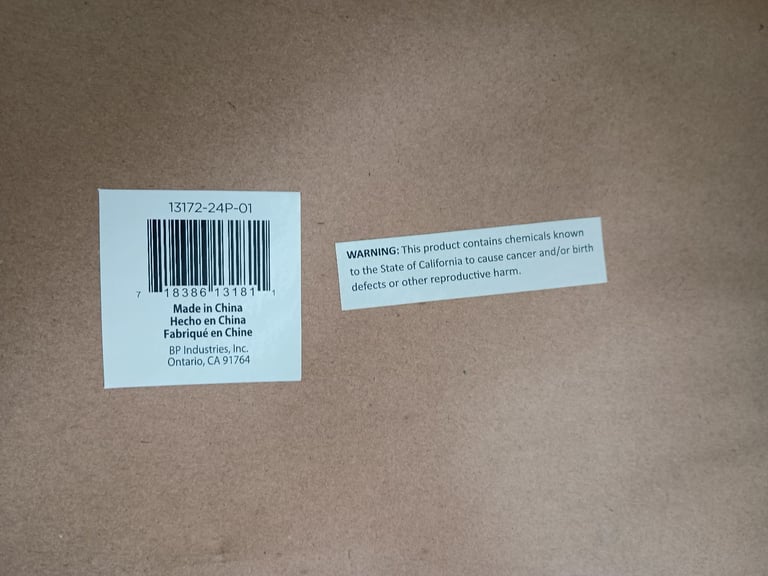 13172-24P-01
7 18386 13181 1
Made in China
Hecho en China
Fabriqué en Chine
BP Industries, Inc.
Ontario, CA 91764
WARNING: This product contains chemicals known
to the State of California to cause cancer and/or birth
defects or other reproductive harm.